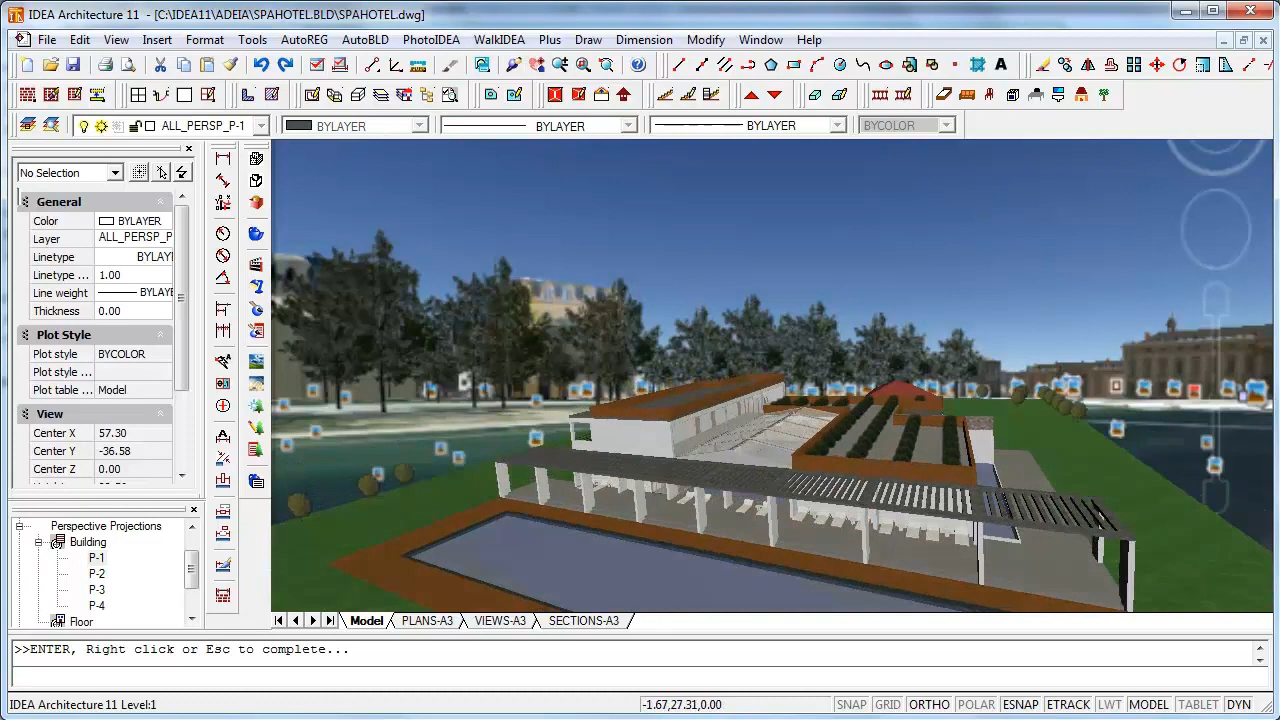 IDEA Architecture 11 - [C:\IDEA11\ADEIA\SPAHOTEL.BLD\SPAHOTEL.dwg]
File Edit View Insert Format Tools AutoREG AutoBLD PhotoIDEA WalkIDEA Plus Draw Dimension Modify Window Help
ALL_PERSP_P-1 BYLAYER BYLAYER BYLAYER BYCOLOR
No Selection
General
Color BYLAYER
Layer ALL_PERSP_P
Linetype BYLAY
Linetype ... 1.00
Line weight BYLAYE
Thickness 0.00
Plot Style
Plot style BYCOLOR
Plot style ...
Plot table ... Model
View
Center X 57.30
Center Y -36.58
Center Z 0.00
Perspective Projections
Building
P-1
P-2
P-3
P-4
Floor
Model PLANS-A3 VIEWS-A3 SECTIONS-A3
>>ENTER, Right click or Esc to complete...
IDEA Architecture 11 Level:1 -1.67,27.31,0.00 SNAP GRID ORTHO POLAR ESNAP ETRACK LWT MODEL TABLET DYN